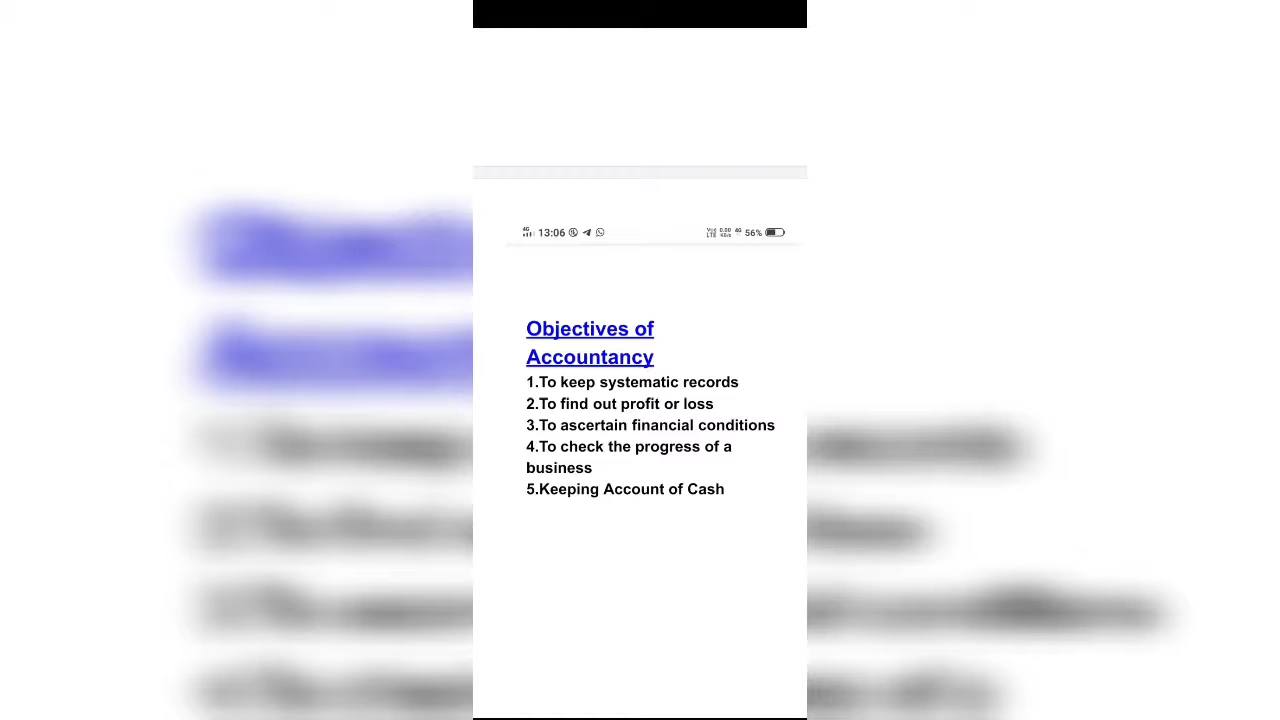 13:06
56%
Objectives of
Accountancy
1.To keep systematic records
2.To find out profit or loss
3.To ascertain financial conditions
4.To check the progress of a
business
5.Keeping Account of Cash